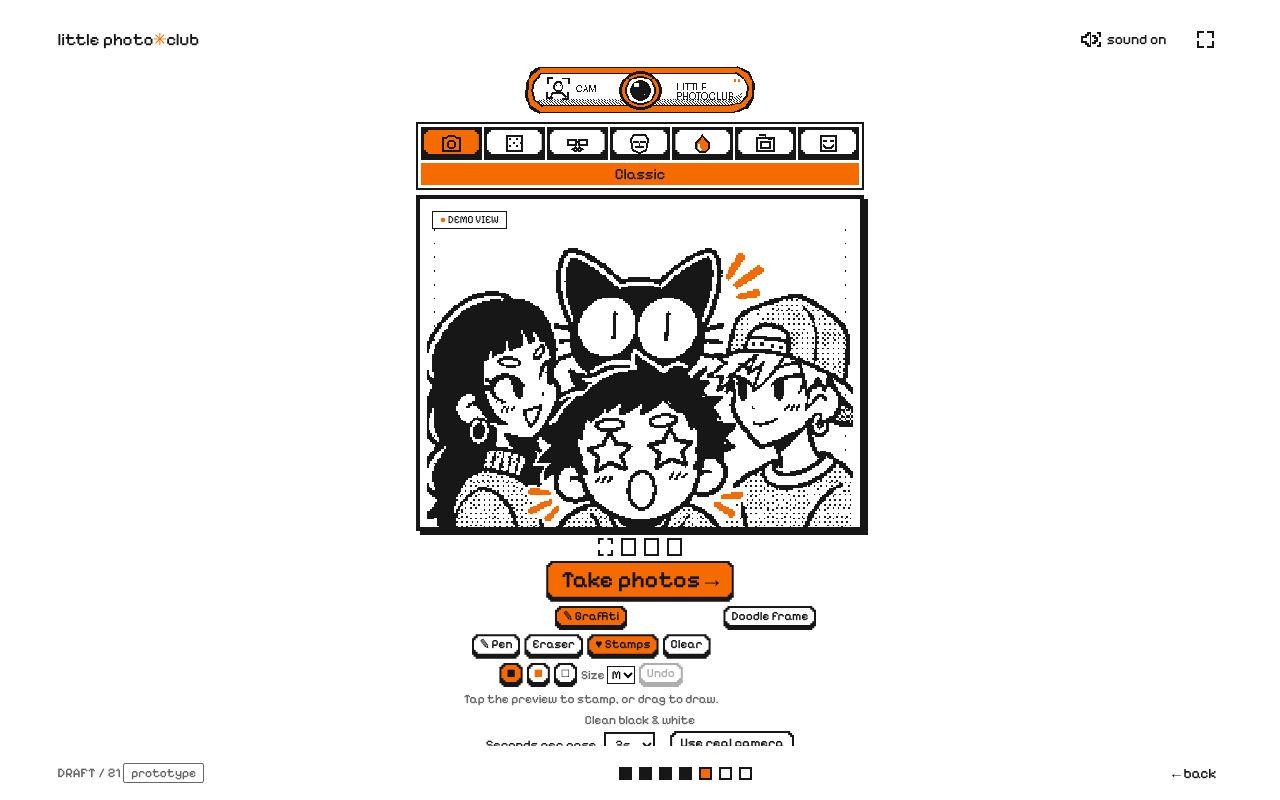 little photo✳club
sound on
CAM
LITTLE
PHOTOCLUB
Classic
DEMO VIEW
Take photos→
✎ Graffiti
Doodle frame
✎ Pen
Eraser
♥ Stamps
Clear
Size
M
Undo
Tap the preview to stamp, or drag to draw.
Clean black & white
Seconds per pose
3s
Use real camera
DRAFT / 21
prototype
←back